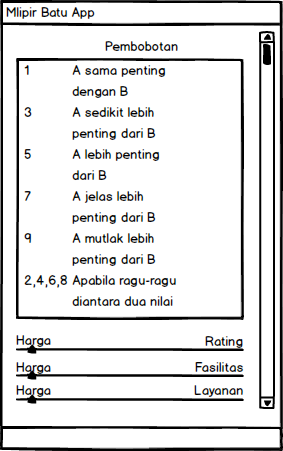 Mlipir Batu App
Pembobotan
1 A sama penting
dengan B
3 A sedikit lebih
penting dari B
5 A lebih penting
dari B
7 A jelas lebih
penting dari B
9 A mutlak lebih
penting dari B
2,4,6,8 Apabila ragu-ragu
diantara dua nilai
Harga Rating
Harga Fasilitas
Harga Layanan